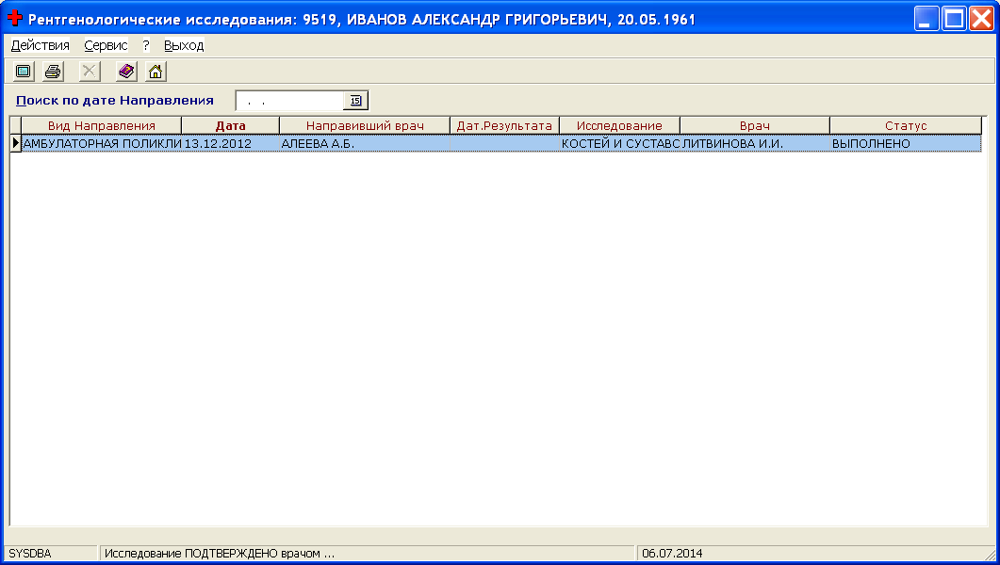 Рентгенологические исследования: 9519, ИВАНОВ АЛЕКСАНДР ГРИГОРЬЕВИЧ, 20.05.1961
Действия Сервис ? Выход
Поиск по дате Направления . . 15
Вид Направления Дата Направивший врач Дат.Результата Исследование Врач Статус
АМБУЛАТОРНАЯ ПОЛИКЛИ 13.12.2012 АЛЕЕВА А.Б. КОСТЕЙ И СУСТАВС ЛИТВИНОВА И.И. ВЫПОЛНЕНО
SYSDBA Исследование ПОДТВЕРЖДЕНО врачом ... 06.07.2014